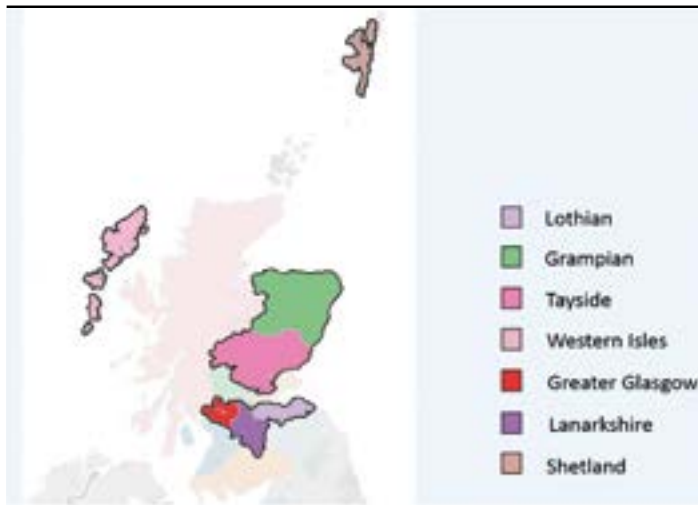 Lothian
Grampian
Tayside
Western Isles
Greater Glasgow
Lanarkshire
Shetland